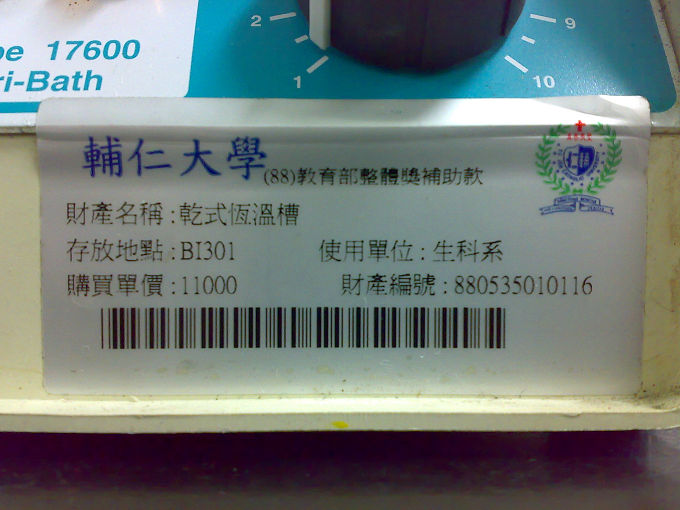 2
9
1
10
pe 17600
ri-Bath
輔仁大學
(88)教育部整體獎補助款
財產名稱:乾式恆溫槽
存放地點:BI301 使用單位:生科系
購買單價:11000 財產編號:880535010116